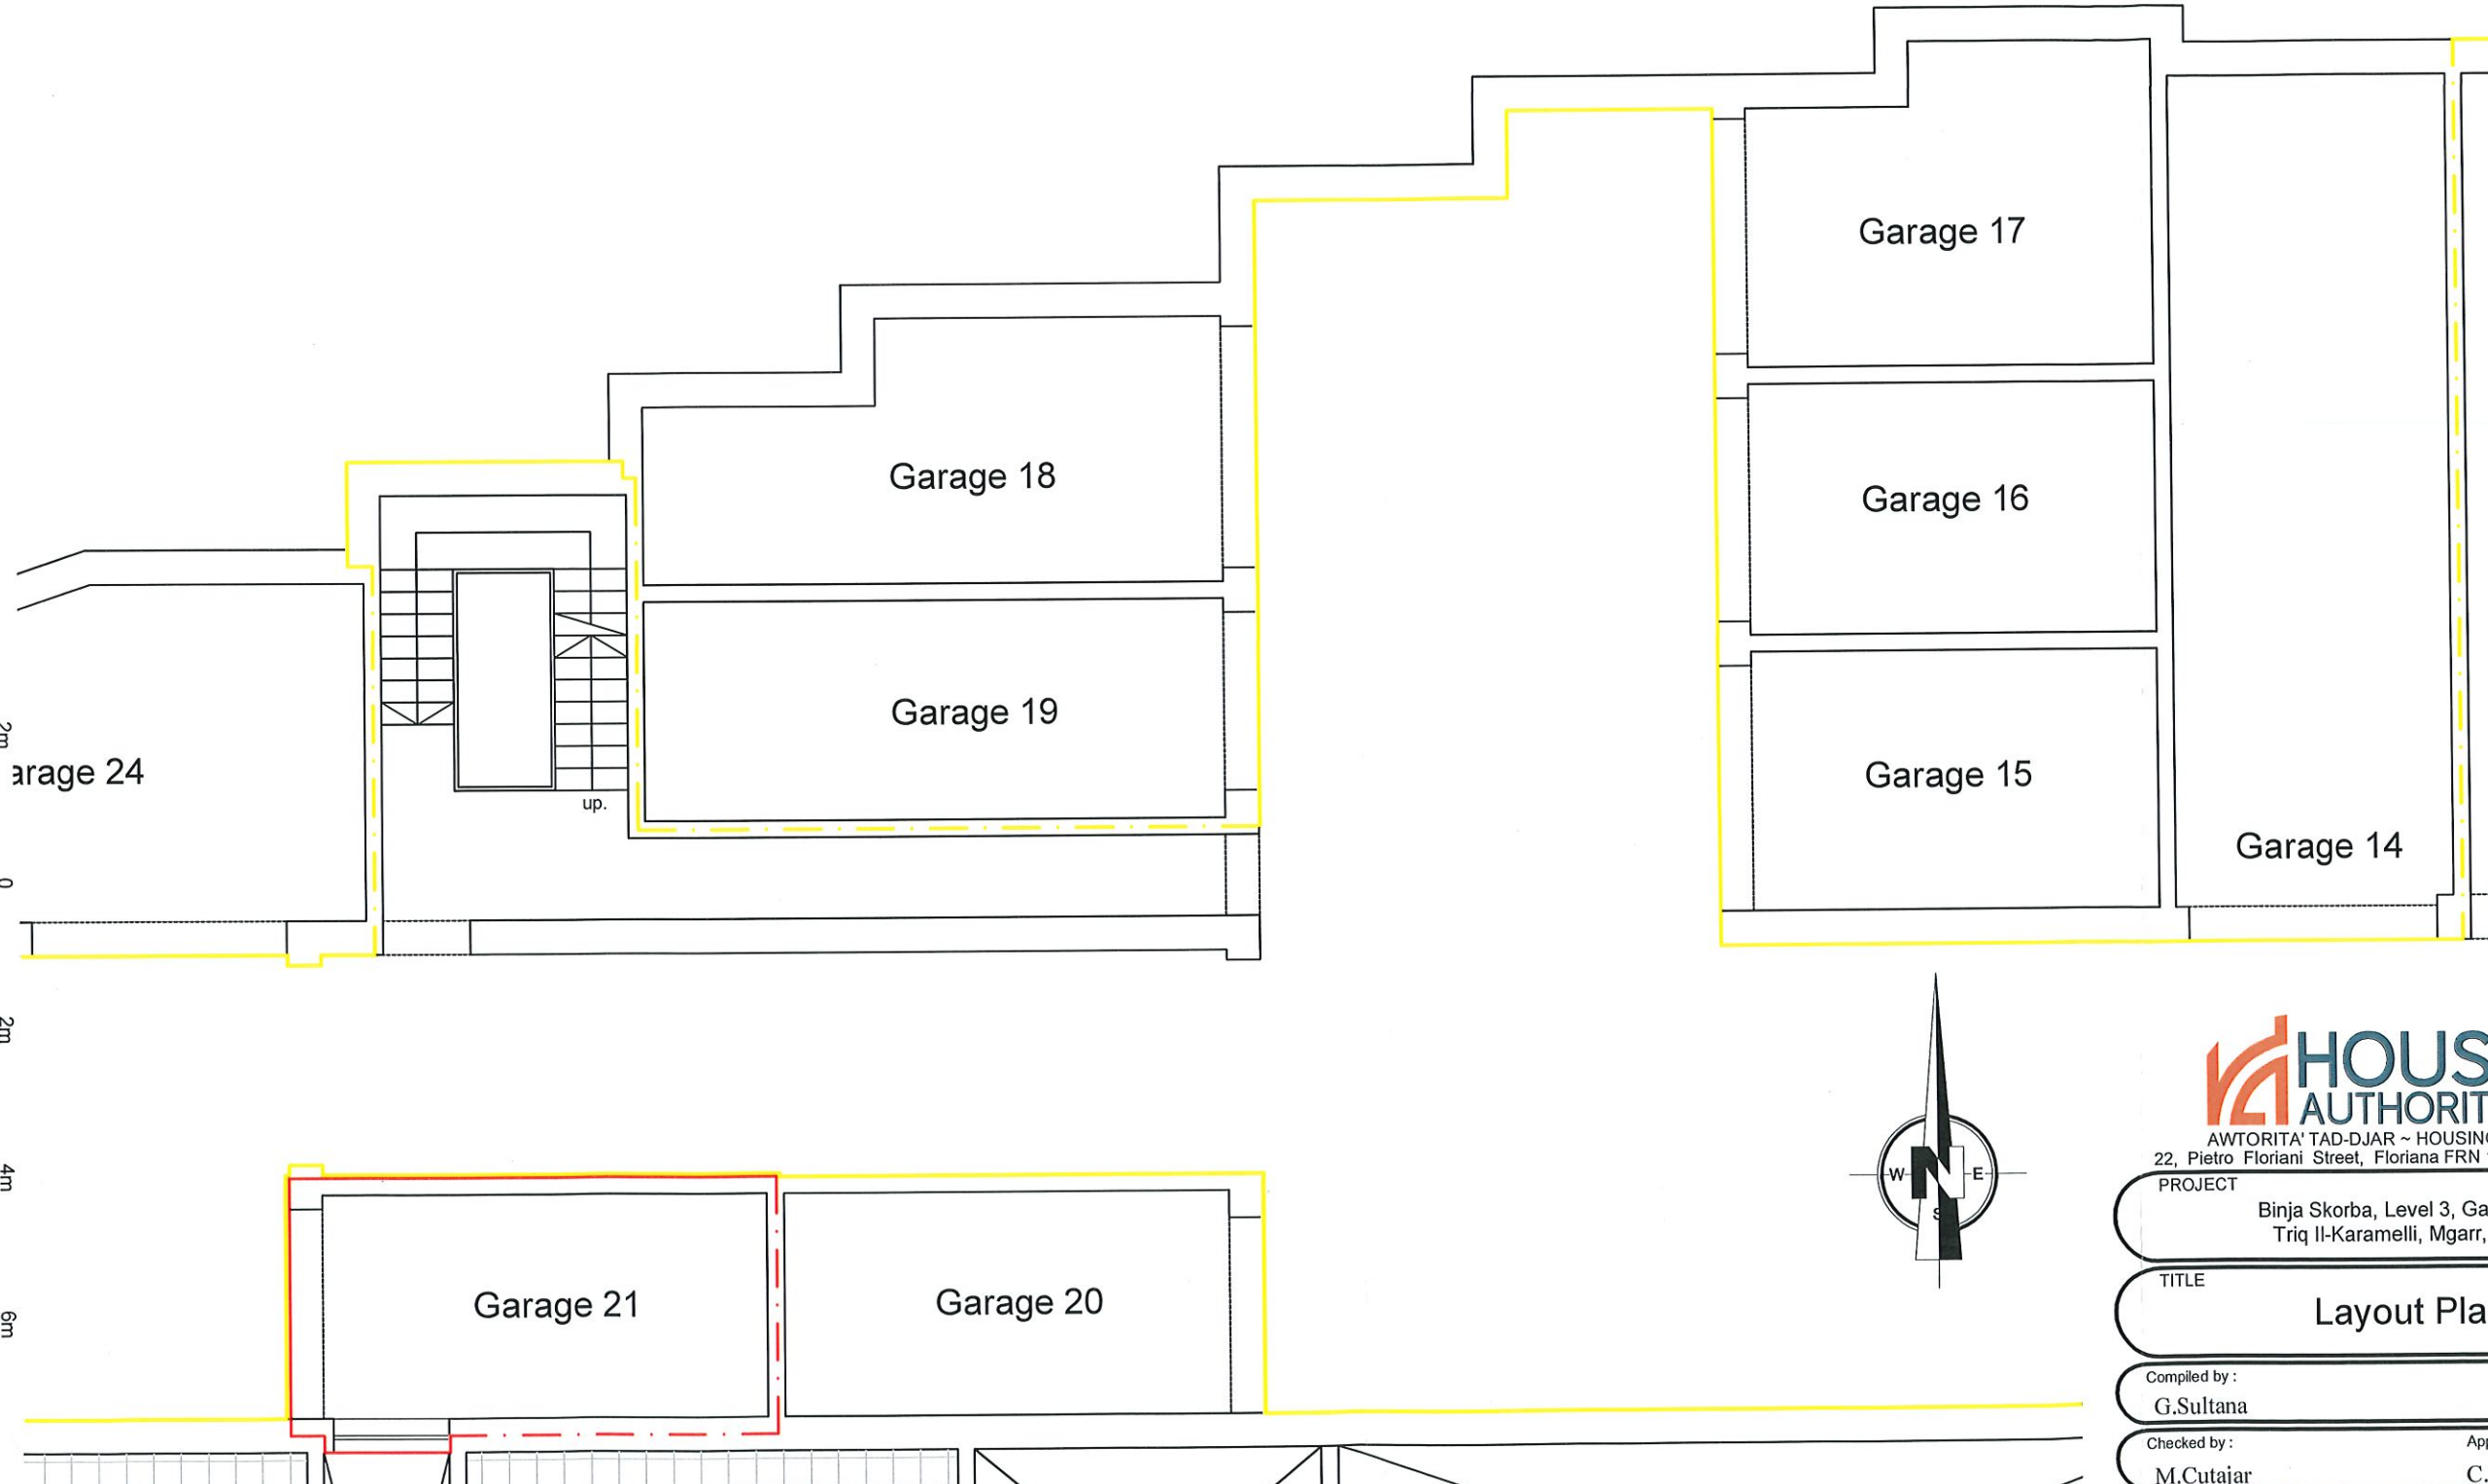 Garage 17
Garage 18
Garage 16
Garage 19
arage 24
Garage 15
up.
Garage 14
2m
0
2m
4m
6m
N
W
E
S
HOUS
AUTHORIT
AWTORITA' TAD-DJAR ~ HOUSING
22, Pietro Floriani Street, Floriana FRN
PROJECT
Binja Skorba, Level 3, Ga
Triq Il-Karamelli, Mgarr,
TITLE
Layout Pla
Garage 21
Garage 20
Compiled by :
G.Sultana
Checked by :
App
M.Cutajar
C.